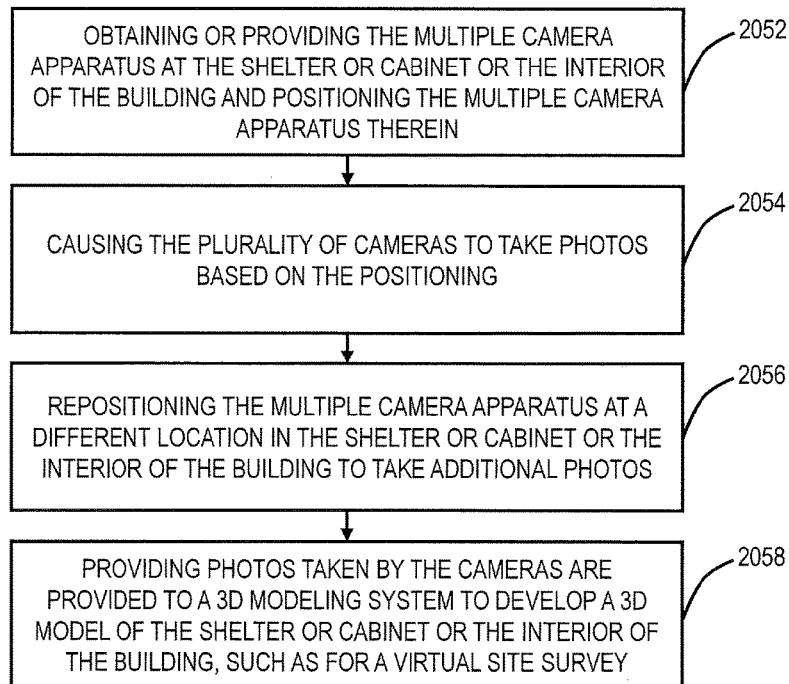 OBTAINING OR PROVIDING THE MULTIPLE CAMERA
APPARATUS AT THE SHELTER OR CABINET OR THE INTERIOR
OF THE BUILDING AND POSITIONING THE MULTIPLE CAMERA
APPARATUS THEREIN
2052
CAUSING THE PLURALITY OF CAMERAS TO TAKE PHOTOS
BASED ON THE POSITIONING
2054
REPOSITIONING THE MULTIPLE CAMERA APPARATUS AT A
DIFFERENT LOCATION IN THE SHELTER OR CABINET OR THE
INTERIOR OF THE BUILDING TO TAKE ADDITIONAL PHOTOS
2056
PROVIDING PHOTOS TAKEN BY THE CAMERAS ARE
PROVIDED TO A 3D MODELING SYSTEM TO DEVELOP A 3D
MODEL OF THE SHELTER OR CABINET OR THE INTERIOR OF
THE BUILDING, SUCH AS FOR A VIRTUAL SITE SURVEY
2058